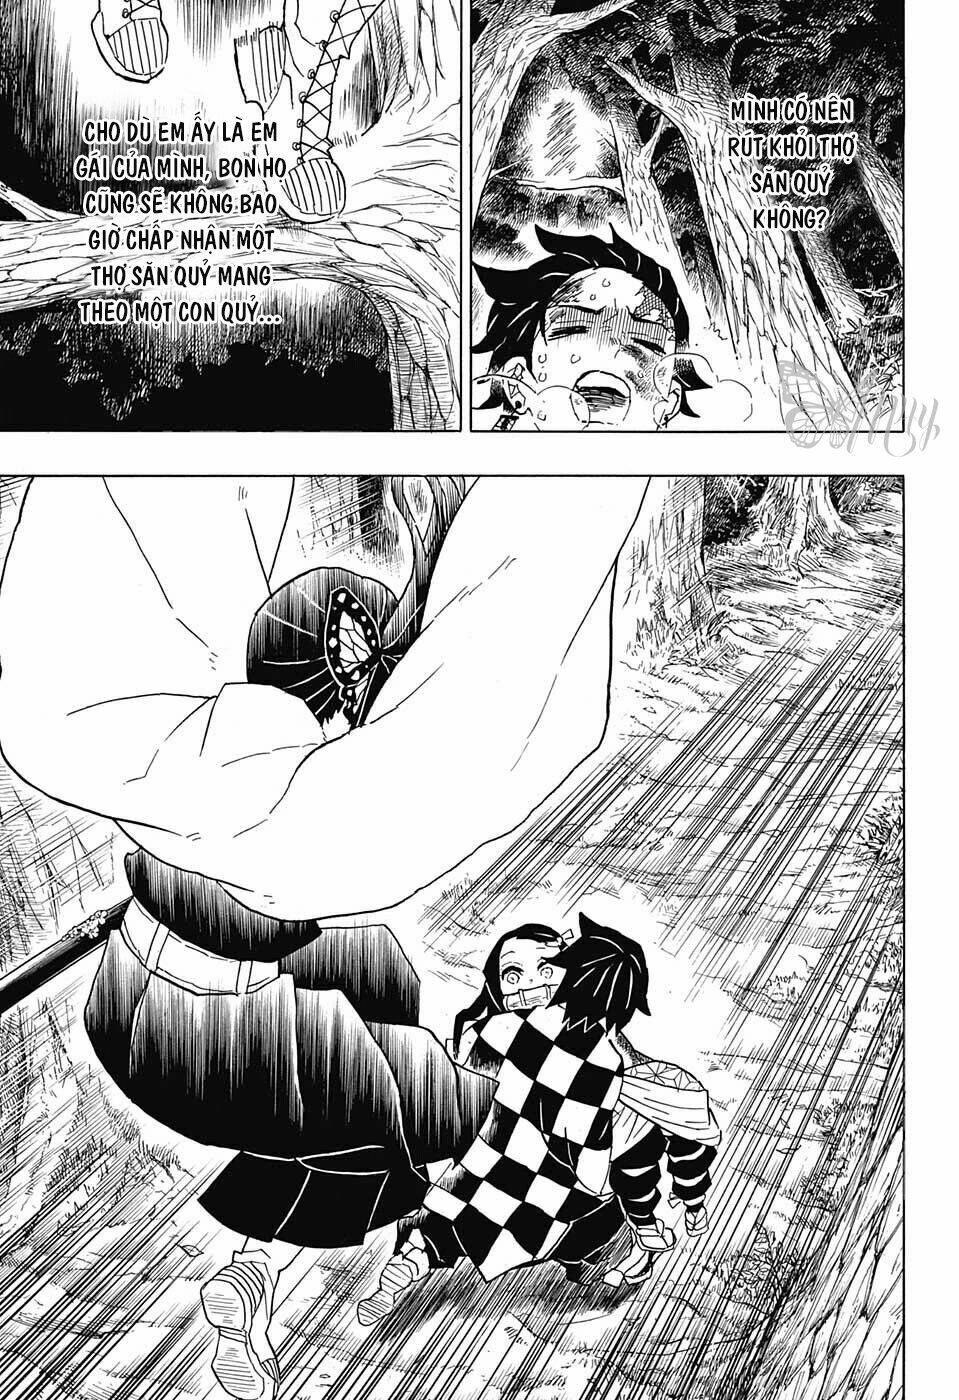 MÌNH CÓ NÊN
RÚT KHỎI THỢ
SĂN QUỶ
KHÔNG?
CHO DÙ EM ẤY LÀ EM
GÁI CỦA MÌNH, BỌN HỌ
CŨNG SẼ KHÔNG BAO
GIỜ CHẤP NHẬN MỘT
THỢ SĂN QUỶ MANG
THEO MỘT CON QUỶ...